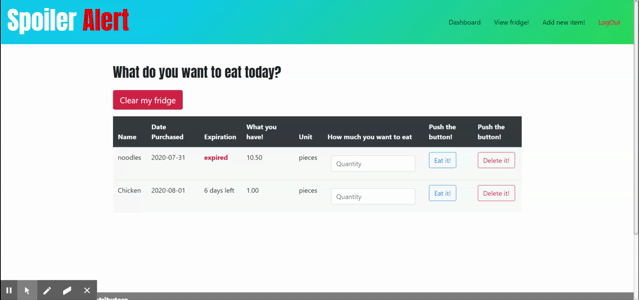 Spoiler Alert
Dashboard View fridge! Add new item! LogOut
What do you want to eat today?
Clear my fridge
Name Date Purchased Expiration What you have! Unit How much you want to eat Push the button! Push the button!
noodles 2020-07-31 expired 10.50 pieces Quantity Eat it! Delete it!
Chicken 2020-08-01 6 days left 1.00 pieces Quantity Eat it! Delete it!